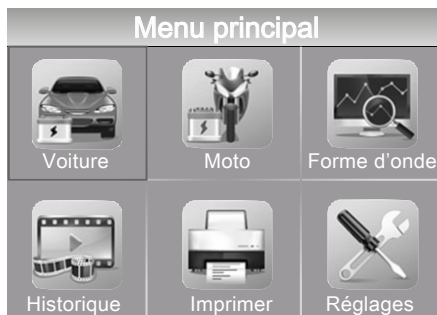 Menu principal
Voiture Moto Forme d'onde
Historique Imprimer Réglages